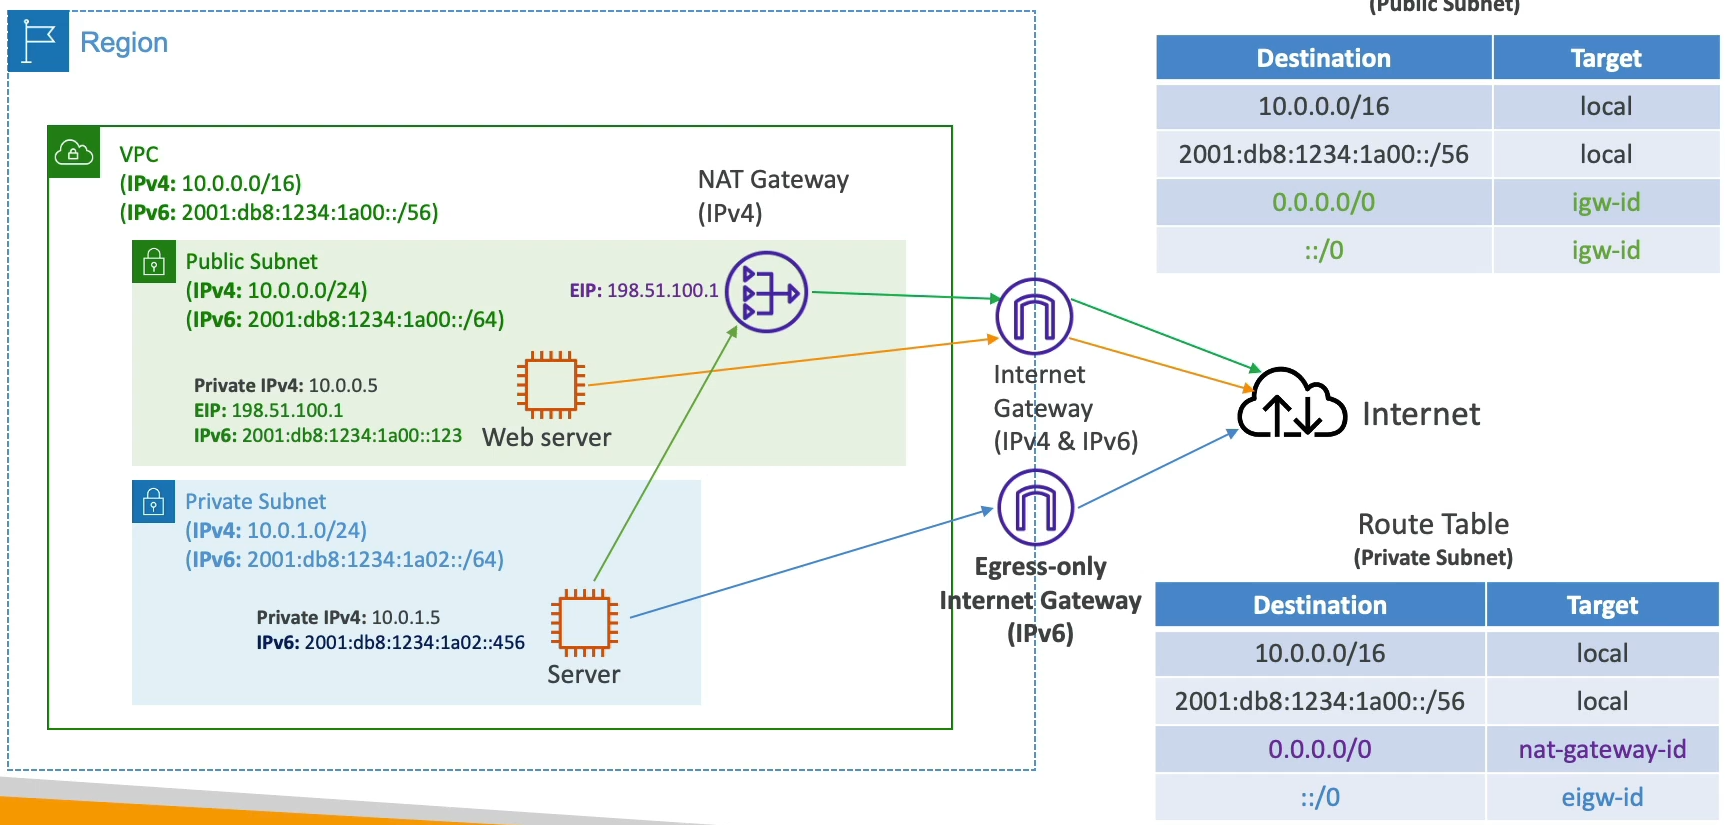 Region
VPC
(IPv4: 10.0.0.0/16)
(IPv6: 2001:db8:1234:1a00::/56)
NAT Gateway
(IPv4)
Public Subnet
(IPv4: 10.0.0.0/24)
(IPv6: 2001:db8:1234:1a00::/64)
EIP: 198.51.100.1
Private IPv4: 10.0.0.5
EIP: 198.51.100.1
IPv6: 2001:db8:1234:1a00::123
Web server
Private Subnet
(IPv4: 10.0.1.0/24)
(IPv6: 2001:db8:1234:1a02::/64)
Private IPv4: 10.0.1.5
IPv6: 2001:db8:1234:1a02::456
Server
Internet
Gateway
(IPv4 & IPv6)
Egress-only
Internet Gateway
(IPv6)
Internet
(Public Subnet)
Destination Target
10.0.0.0/16 local
2001:db8:1234:1a00::/56 local
0.0.0.0/0 igw-id
::/0 igw-id
Route Table
(Private Subnet)
Destination Target
10.0.0.0/16 local
2001:db8:1234:1a00::/56 local
0.0.0.0/0 nat-gateway-id
::/0 eigw-id